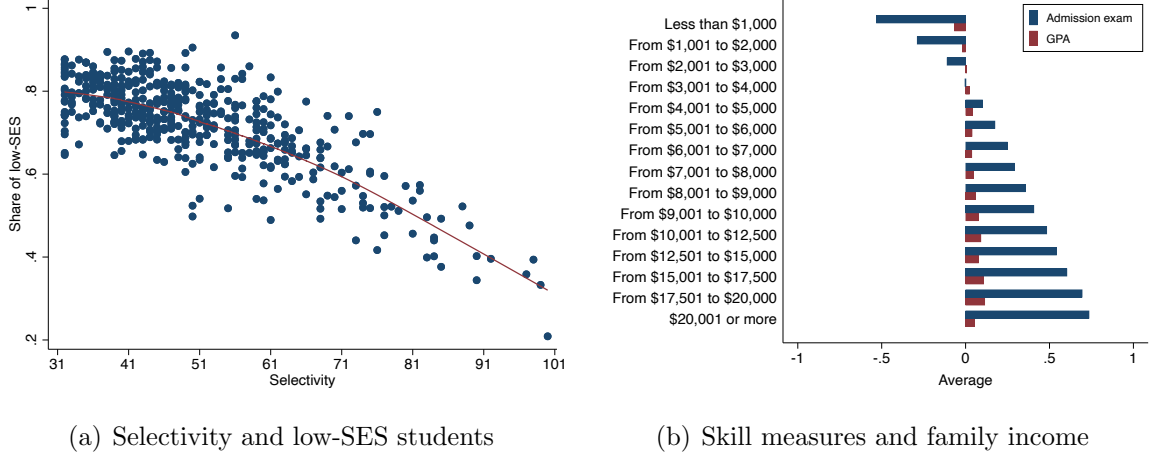 1
.8
.6
.4
.2
Share of low-SES
31 41 51 61 71 81 91 101
Selectivity
(a) Selectivity and low-SES students
Admission exam
GPA
Less than $1,000
From $1,001 to $2,000
From $2,001 to $3,000
From $3,001 to $4,000
From $4,001 to $5,000
From $5,001 to $6,000
From $6,001 to $7,000
From $7,001 to $8,000
From $8,001 to $9,000
From $9,001 to $10,000
From $10,001 to $12,500
From $12,501 to $15,000
From $15,001 to $17,500
From $17,501 to $20,000
$20,001 or more
-1 -.5 0 .5 1
Average
(b) Skill measures and family income